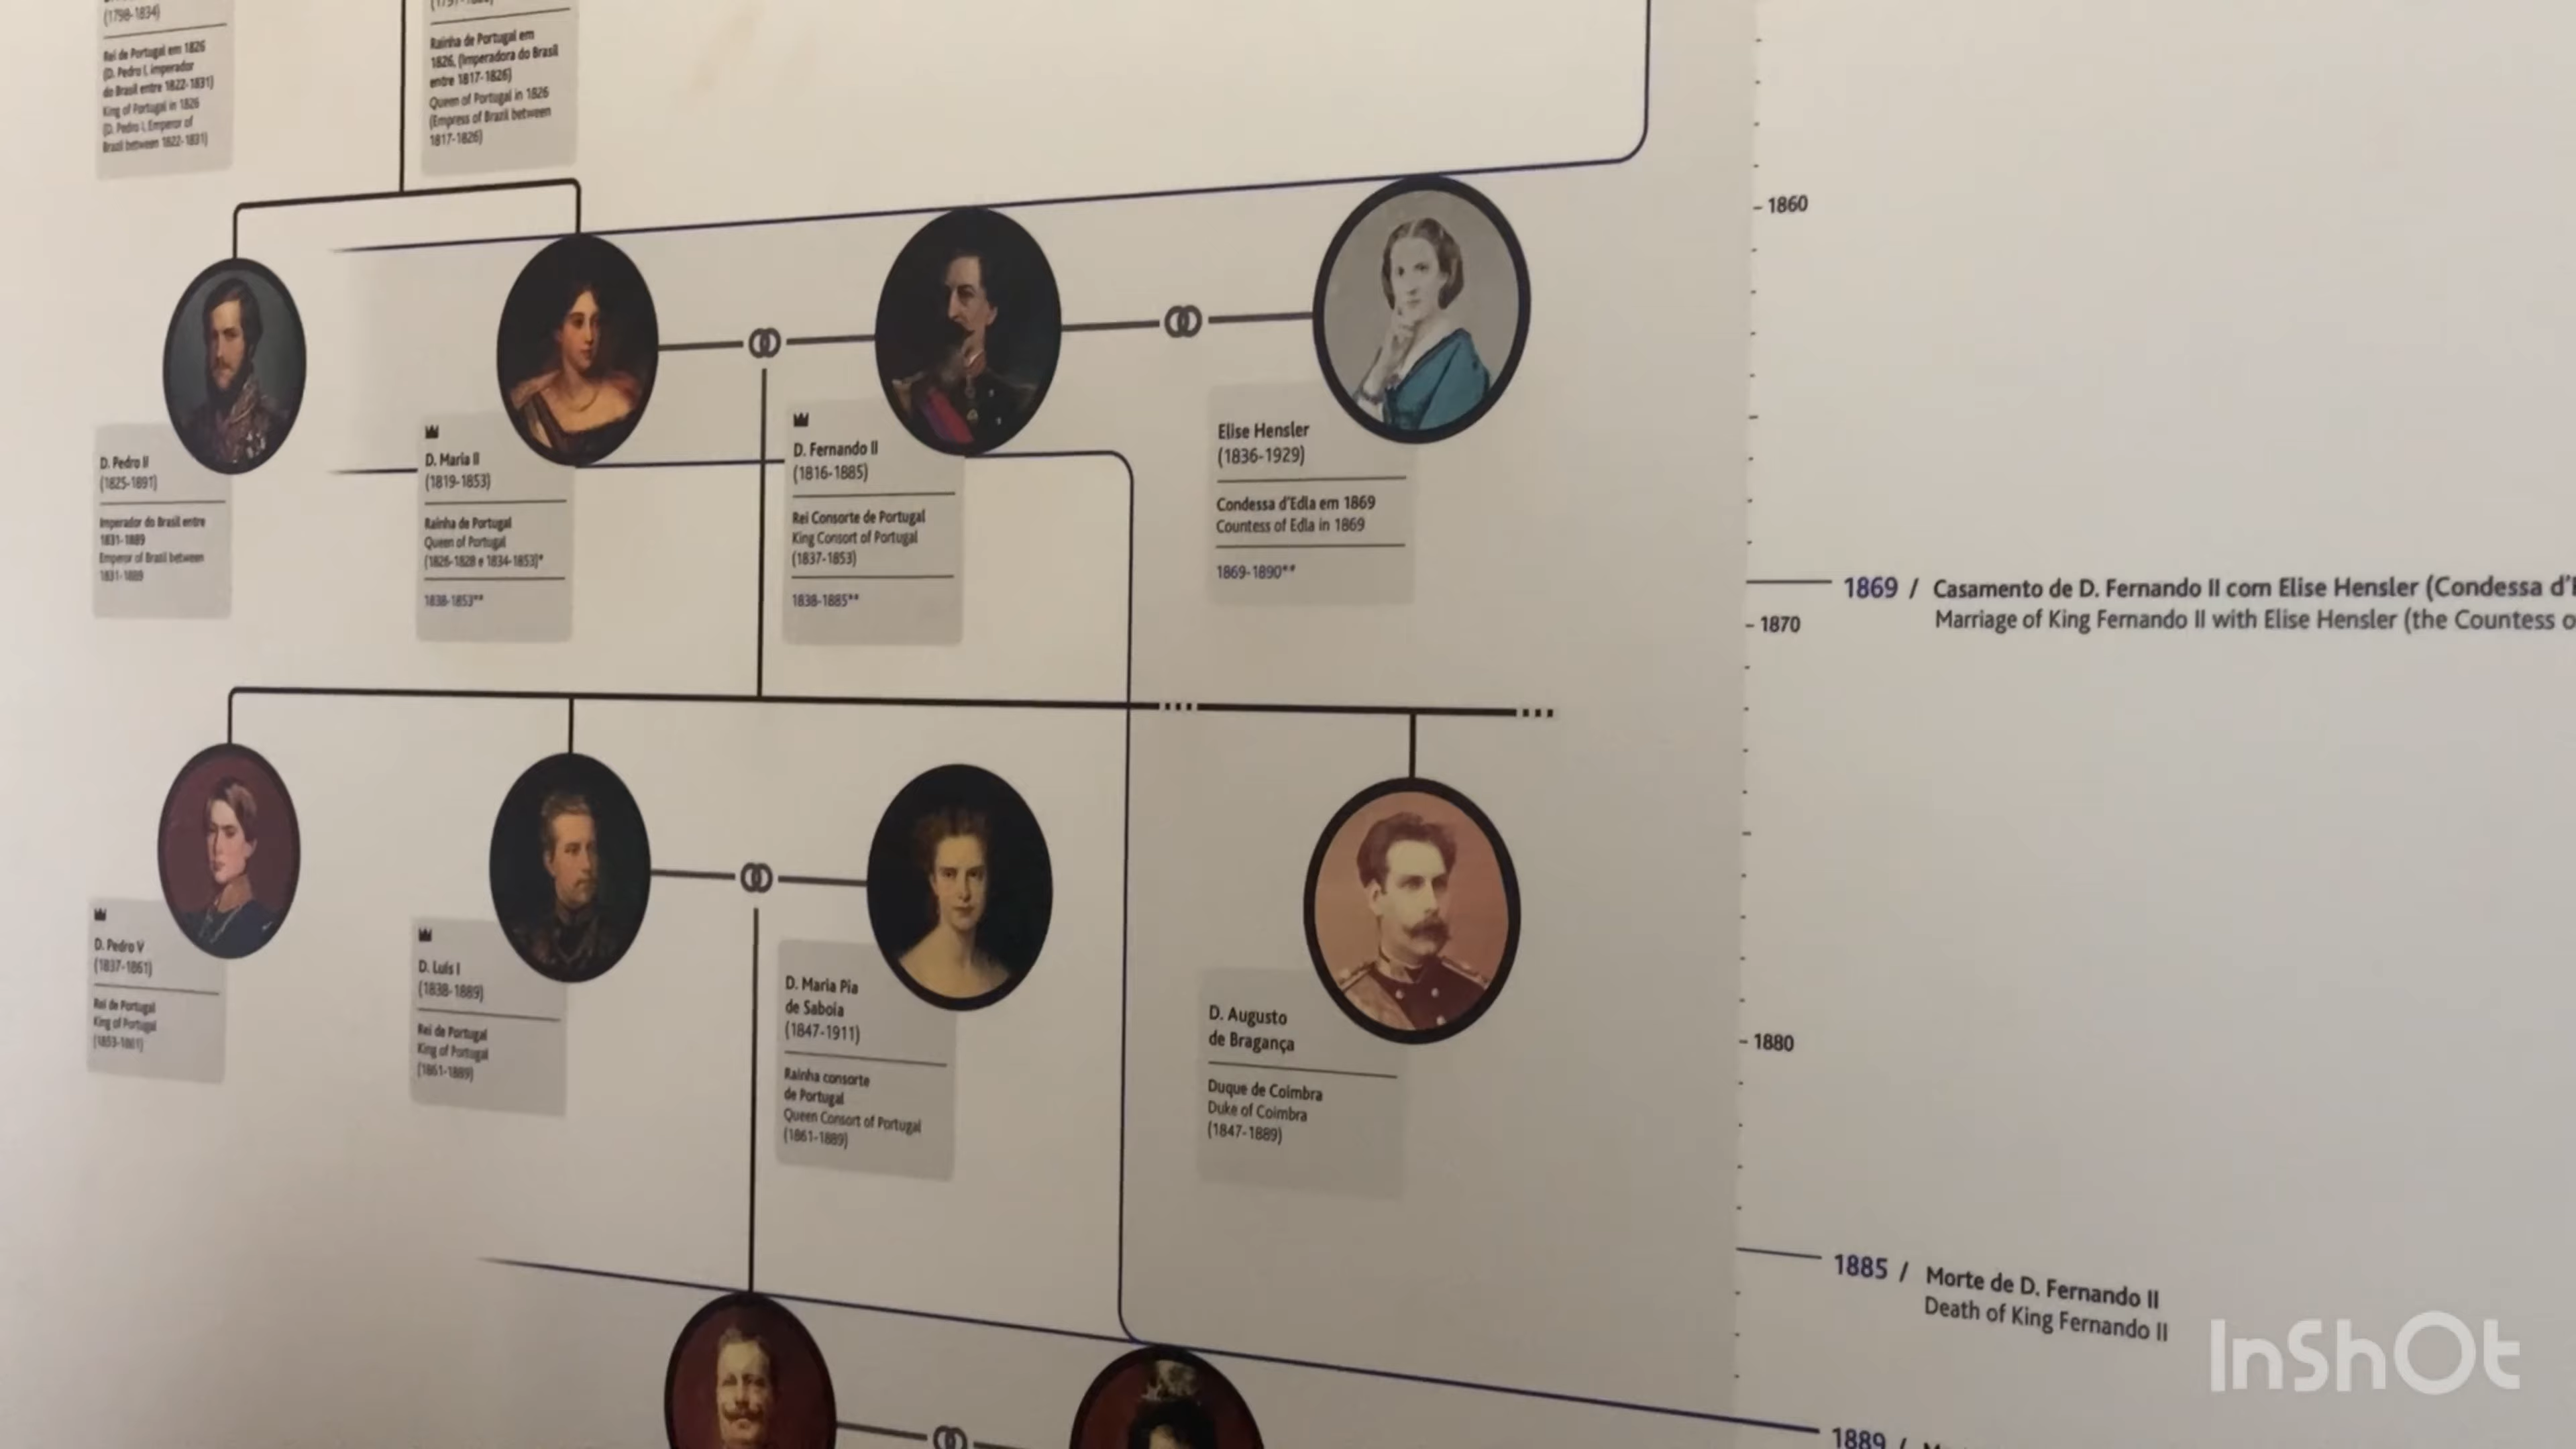 (1798-1834)
Rei de Portugal em 1826
(D. Pedro I, imperador
do Brasil entre 1822-1831)
King of Portugal in 1826
(D. Pedro I, Emperor of
Brazil between 1822-1831)
Rainha de Portugal em
1826, (Imperadora do Brasil
entre 1817-1826)
Queen of Portugal in 1826
(Empress of Brazil between
1817-1826)
D. Pedro II
(1825-1891)
Imperador do Brasil entre
1831-1889
Emperor of Brazil between
1831-1889
D. Maria II
(1819-1853)
Rainha de Portugal
Queen of Portugal
(1826-1828 e 1834-1853)*
1838-1853**
D. Fernando II
(1816-1885)
Rei Consorte de Portugal
King Consort of Portugal
(1837-1853)
1838-1885**
Elise Hensler
(1836-1929)
Condessa d'Edla em 1869
Countess of Edla in 1869
1869-1890**
D. Pedro V
(1837-1861)
Rei de Portugal
King of Portugal
(1853-1861)
D. Luís I
(1838-1889)
Rei de Portugal
King of Portugal
(1861-1889)
D. Maria Pia
de Saboia
(1847-1911)
Rainha consorte
de Portugal
Queen Consort of Portugal
(1861-1889)
D. Augusto
de Bragança
Duque de Coimbra
Duke of Coimbra
(1847-1889)
1860
1869 / Casamento de D. Fernando II com Elise Hensler (Condessa
Marriage of King Fernando II with Elise Hensler (the Countess
1870
1880
1885 / Morte de D. Fernando II
Death of King Fernando II
1889 /
InShOt